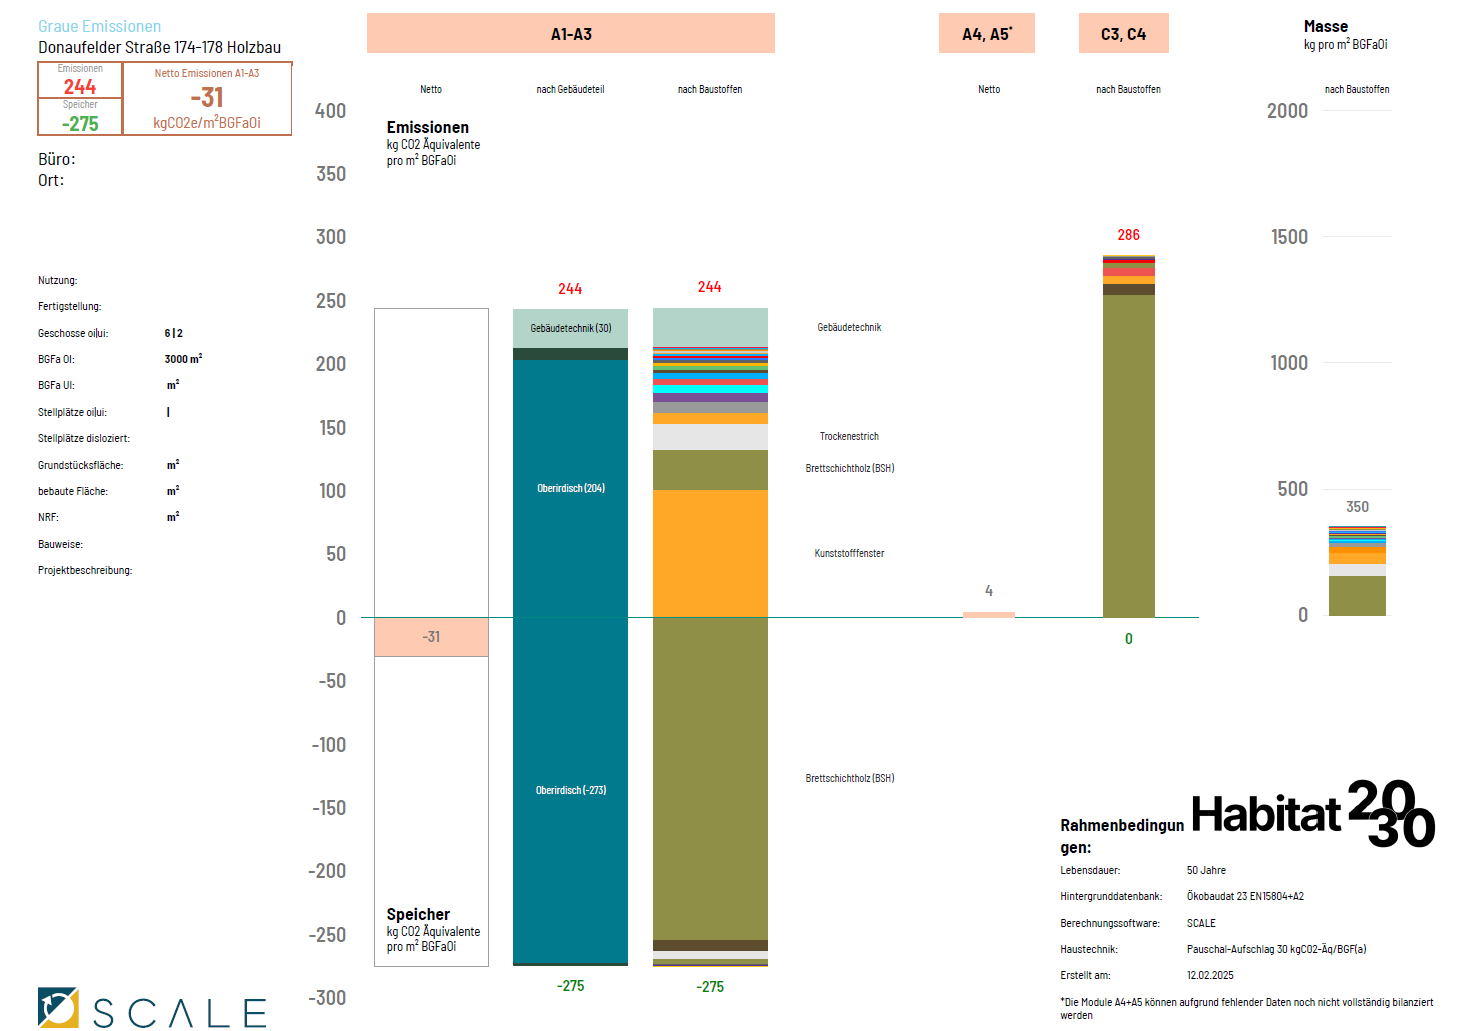 Graue Emissionen
Donaufelder Straße 174-178 Holzbau
Emissionen
244
Speicher
-275
Netto Emissionen A1-A3
-31
kgCO2e/m²BGFaOi
Büro:
Ort:
Nutzung:
Fertigstellung:
Geschosse oi|ui: 6 | 2
BGFa OI: 3000 m²
BGFa UI: m²
Stellplätze oi|ui: |
Stellplätze disloziert:
Grundstücksfläche: m²
bebaute Fläche: m²
NRF: m²
Bauweise:
Projektbeschreibung:
A1-A3
A4, A5*
C3, C4
Masse
kg pro m² BGFaOi
Netto
nach Gebäudeteil
nach Baustoffen
Netto
nach Baustoffen
nach Baustoffen
400
350
300
250
200
150
100
50
0
-50
-100
-150
-200
-250
-300
Emissionen
kg CO2 Äquivalente
pro m² BGFaOi
-31
Speicher
kg CO2 Äquivalente
pro m² BGFaOi
244
Gebäudetechnik (30)
Oberirdisch (204)
Oberirdisch (-273)
-275
244
-275
Gebäudetechnik
Trockenestrich
Brettschichtholz (BSH)
Kunststofffenster
Brettschichtholz (BSH)
4
286
0
2000
1500
1000
500
0
350
Rahmenbedingun
gen:
Habitat 20
30
Lebensdauer: 50 Jahre
Hintergrunddatenbank: Ökobaudat 23 EN15804+A2
Berechnungssoftware: SCALE
Haustechnik: Pauschal-Aufschlag 30 kgCO2-Äq/BGF(a)
Erstellt am: 12.02.2025
*Die Module A4+A5 können aufgrund fehlender Daten noch nicht vollständig bilanziert
werden
SCALE